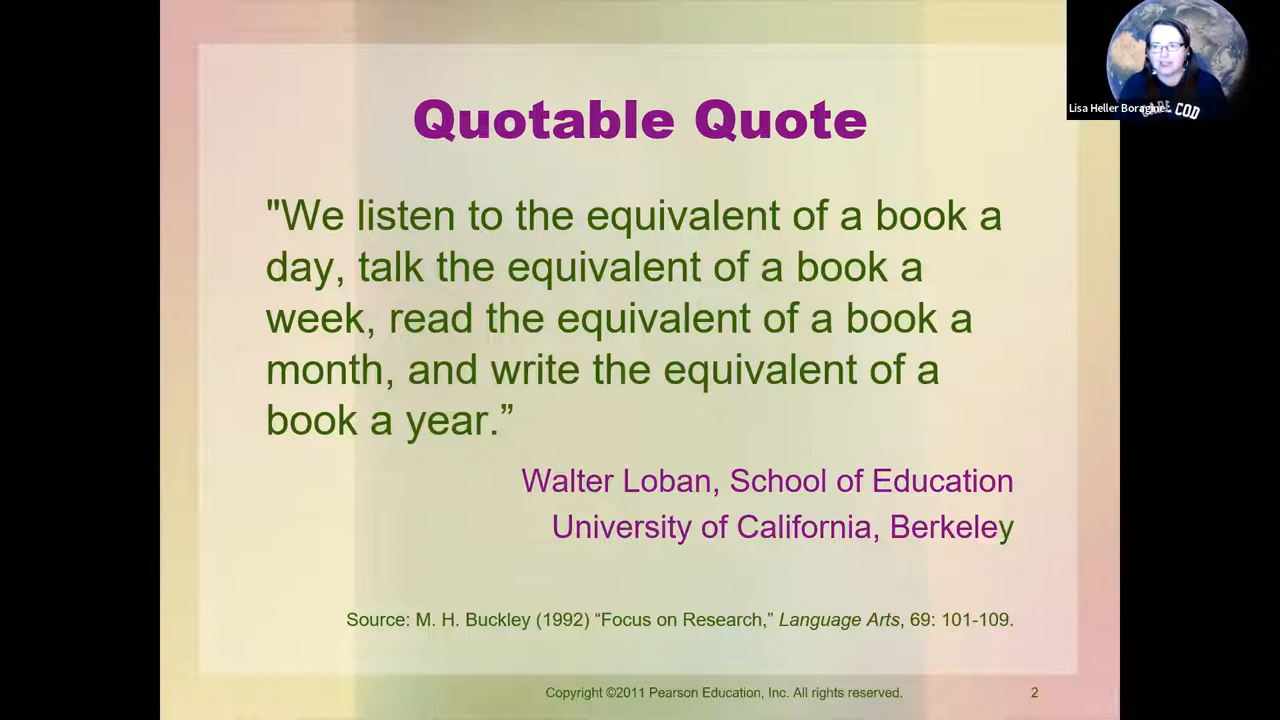 Quotable Quote
"We listen to the equivalent of a book a
day, talk the equivalent of a book a
week, read the equivalent of a book a
month, and write the equivalent of a
book a year.”
Walter Loban, School of Education
University of California, Berkeley
Source: M. H. Buckley (1992) “Focus on Research,” Language Arts, 69: 101-109.
Copyright ©2011 Pearson Education, Inc. All rights reserved.
2
Lisa Heller Boragine
COD